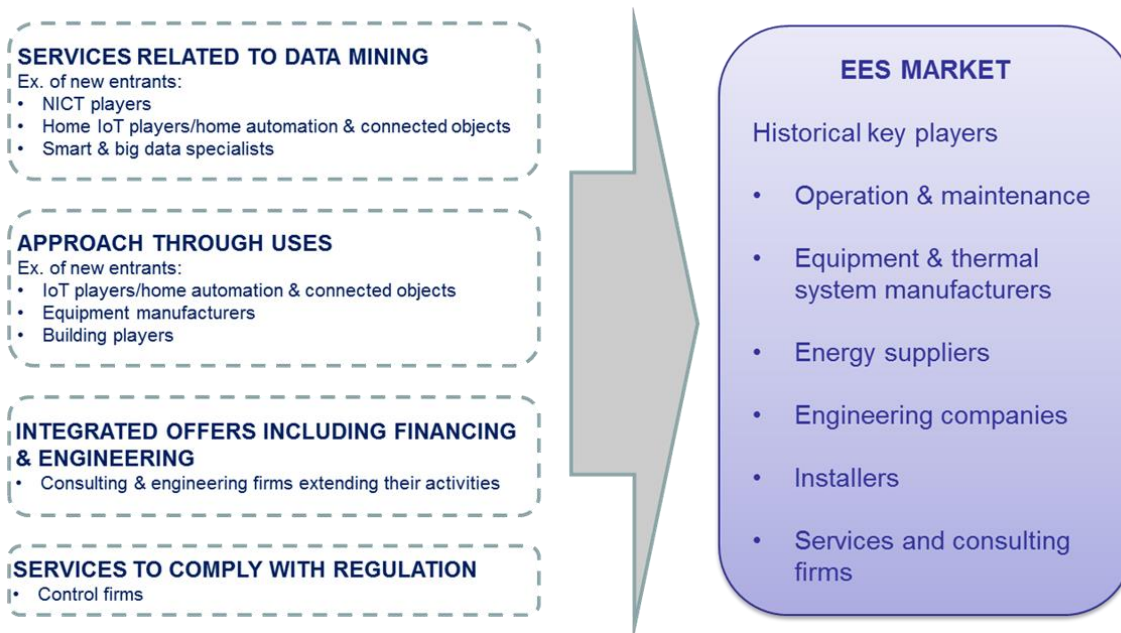 SERVICES RELATED TO DATA MINING
Ex. of new entrants:
• NICT players
• Home IoT players/home automation & connected objects
• Smart & big data specialists
APPROACH THROUGH USES
Ex. of new entrants:
• IoT players/home automation & connected objects
• Equipment manufacturers
• Building players
INTEGRATED OFFERS INCLUDING FINANCING
& ENGINEERING
• Consulting & engineering firms extending their activities
SERVICES TO COMPLY WITH REGULATION
• Control firms
EES MARKET
Historical key players
• Operation & maintenance
• Equipment & thermal
system manufacturers
• Energy suppliers
• Engineering companies
• Installers
• Services and consulting
firms